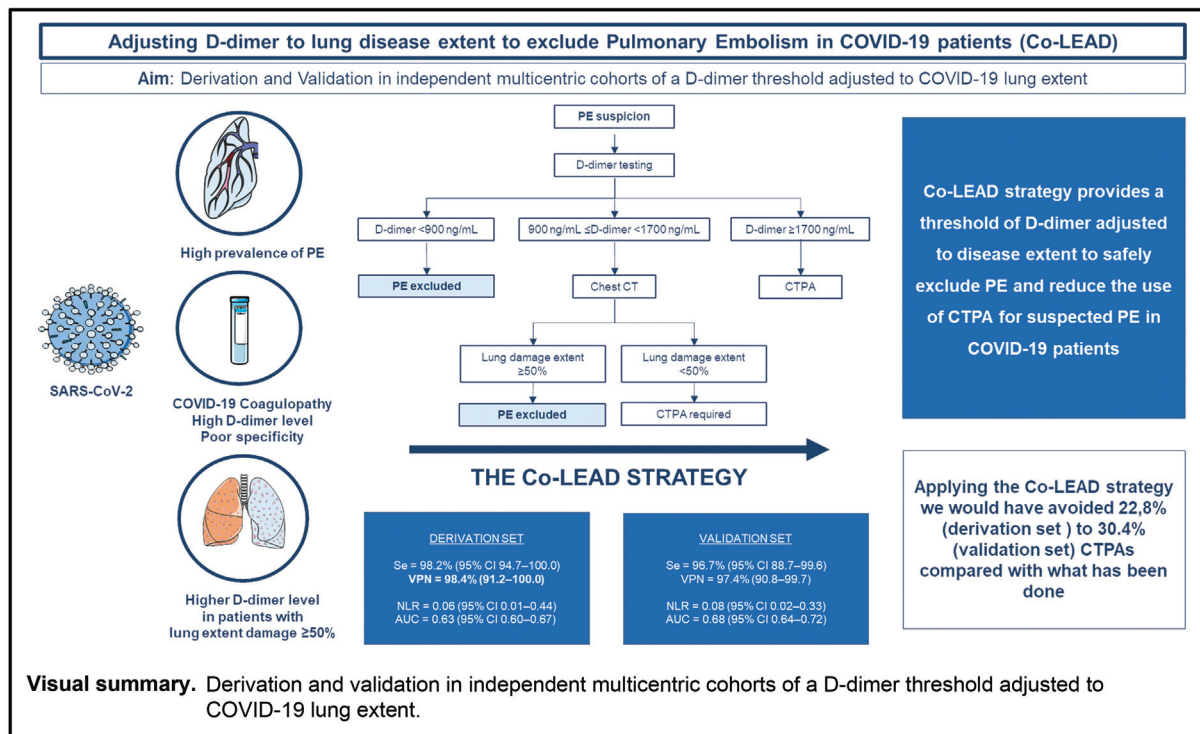 Adjusting D-dimer to lung disease extent to exclude Pulmonary Embolism in COVID-19 patients (Co-LEAD)
Aim: Derivation and Validation in independent multicentric cohorts of a D-dimer threshold adjusted to COVID-19 lung extent
SARS-CoV-2
High prevalence of PE
COVID-19 Coagulopathy
High D-dimer level
Poor specificity
Higher D-dimer level
in patients with
lung extent damage ≥50%
PE suspicion
D-dimer testing
D-dimer <900 ng/mL
900 ng/mL ≤D-dimer <1700 ng/mL
D-dimer ≥1700 ng/mL
PE excluded
Chest CT
CTPA
Lung damage extent
≥50%
Lung damage extent
<50%
PE excluded
CTPA required
THE Co-LEAD STRATEGY
DERIVATION SET
Se = 98.2% (95% CI 94.7–100.0)
VPN = 98.4% (91.2–100.0)
NLR = 0.06 (95% CI 0.01–0.44)
AUC = 0.63 (95% CI 0.60–0.67)
VALIDATION SET
Se = 96.7% (95% CI 88.7–99.6)
VPN = 97.4% (90.8–99.7)
NLR = 0.08 (95% CI 0.02–0.33)
AUC = 0.68 (95% CI 0.64–0.72)
Co-LEAD strategy provides a
threshold of D-dimer adjusted
to disease extent to safely
exclude PE and reduce the use
of CTPA for suspected PE in
COVID-19 patients
Applying the Co-LEAD strategy
we would have avoided 22,8%
(derivation set ) to 30.4%
(validation set) CTPAs
compared with what has been
done
Visual summary. Derivation and validation in independent multicentric cohorts of a D-dimer threshold adjusted to
COVID-19 lung extent.